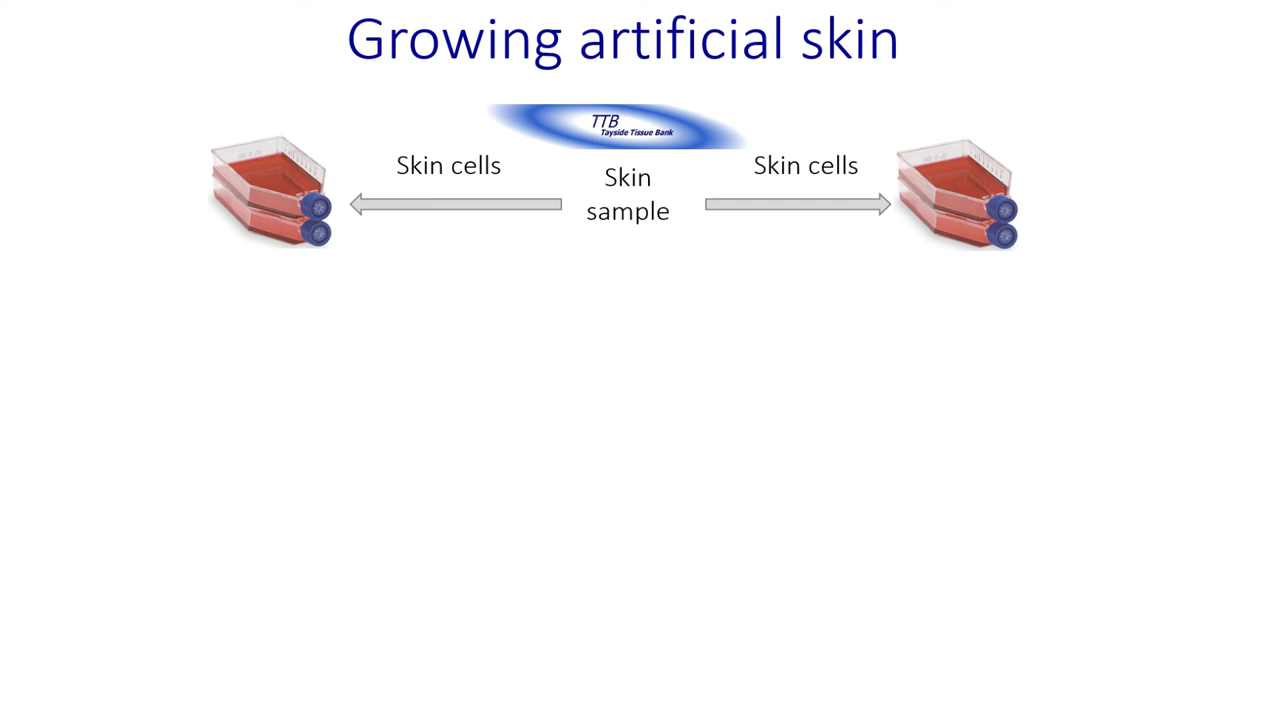 Growing artificial skin
TTB
Tayside Tissue Bank
Skin cells
Skin
sample
Skin cells